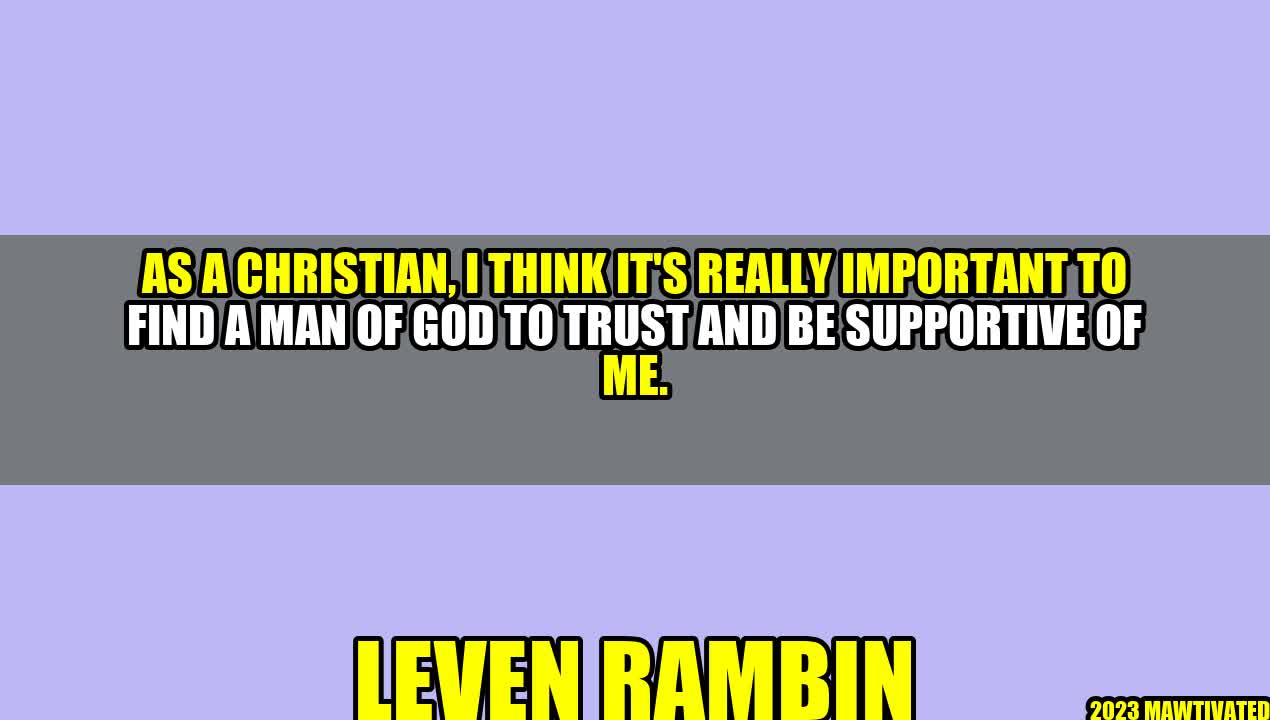 AS A CHRISTIAN, I THINK IT'S REALLY IMPORTANT TO
FIND A MAN OF GOD TO TRUST AND BE SUPPORTIVE OF
ME.
LEVEN RAMBIN
2023 MAWTIVATED